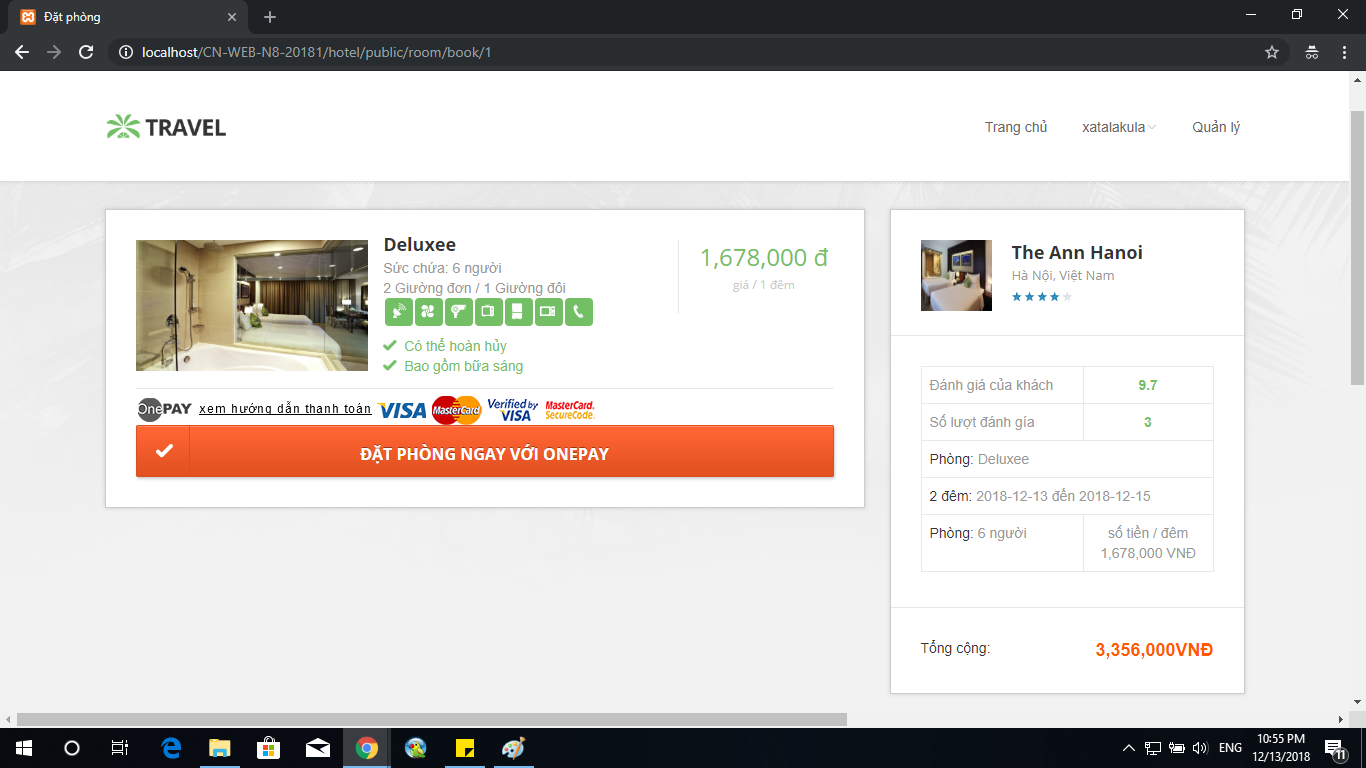 Đặt phòng
localhost/CN-WEB-N8-20181/hotel/public/room/book/1
TRAVEL
Trang chủ
xatalakula
Quản lý
Deluxee
Sức chứa: 6 người
2 Giường đơn / 1 Giường đôi
Có thể hoàn hủy
Bao gồm bữa sáng
1,678,000 đ
giá / 1 đêm
OnePAY xem hướng dẫn thanh toán VISA MasterCard Verified by VISA MasterCard. SecureCode.
ĐẶT PHÒNG NGAY VỚI ONEPAY
The Ann Hanoi
Hà Nội, Việt Nam
Đánh giá của khách 9.7
Số lượt đánh gía 3
Phòng: Deluxee
2 đêm: 2018-12-13 đến 2018-12-15
Phòng: 6 người
số tiền / đêm
1,678,000 VNĐ
Tổng cộng: 3,356,000VNĐ
ENG
10:55 PM
12/13/2018
11